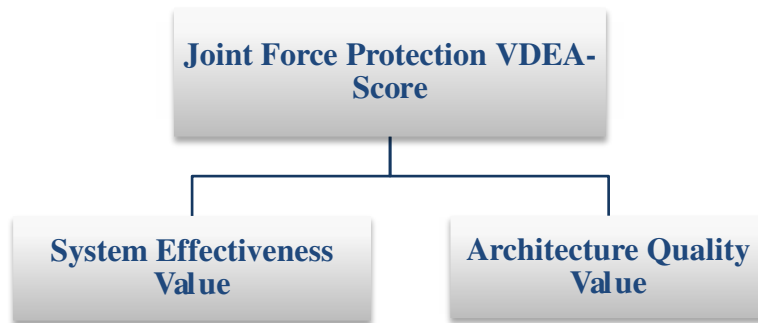 Joint Force Protection VDEA-
Score
System Effectiveness
Value
Architecture Quality
Value